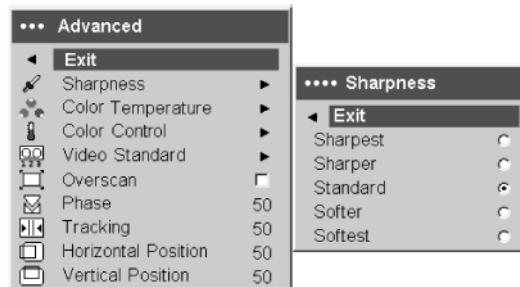 ••• Advanced
Exit
Sharpness
Color Temperature
Color Control
Video Standard
Overscan
Phase 50
Tracking 50
Horizontal Position 50
Vertical Position 50
•••• Sharpness
Exit
Sharpest
Sharper
Standard
Softer
Softest